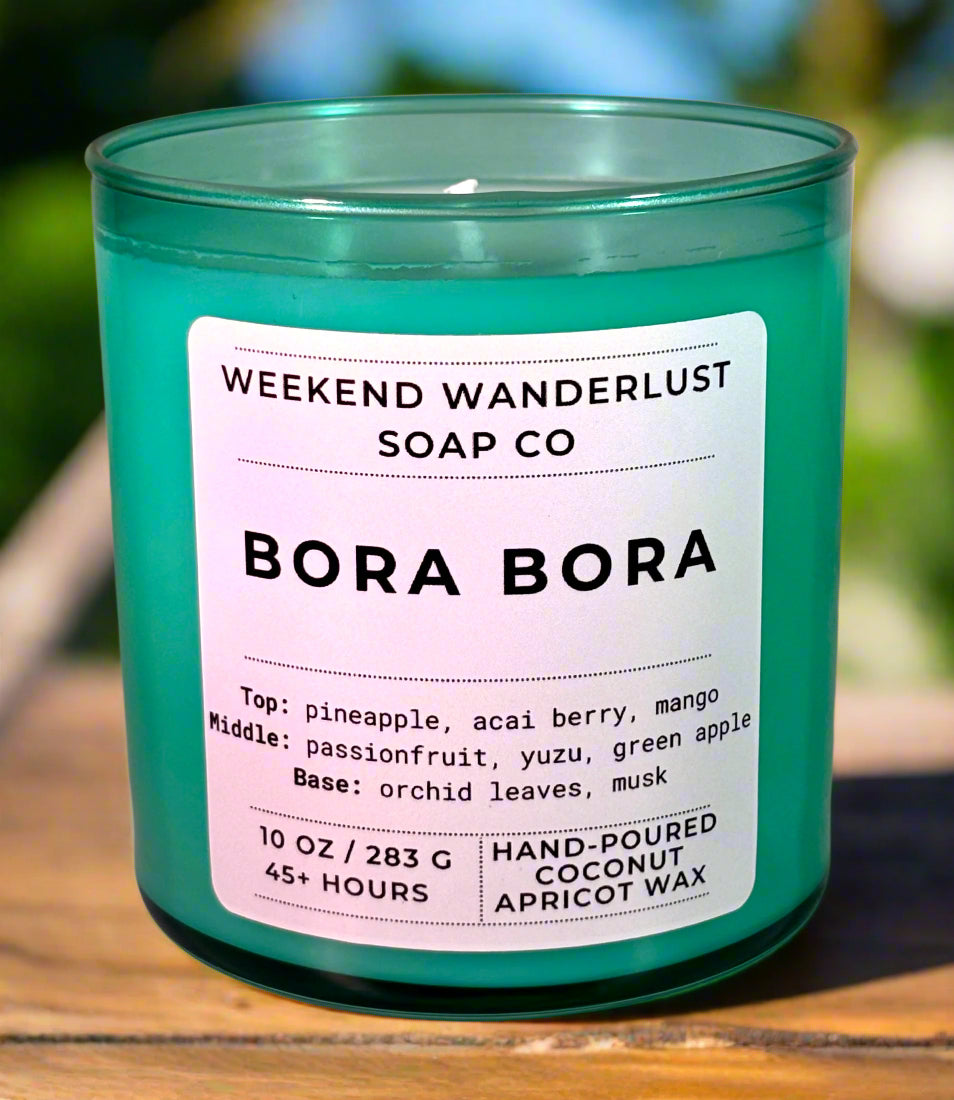 WEEKEND WANDERLUST
SOAP CO
BORA BORA
Top: pineapple, acai berry, mango
Middle: passionfruit, yuzu, green apple
Base: orchid leaves, musk
10 OZ / 283 G
45+ HOURS
HAND-POURED
COCONUT
APRICOT WAX